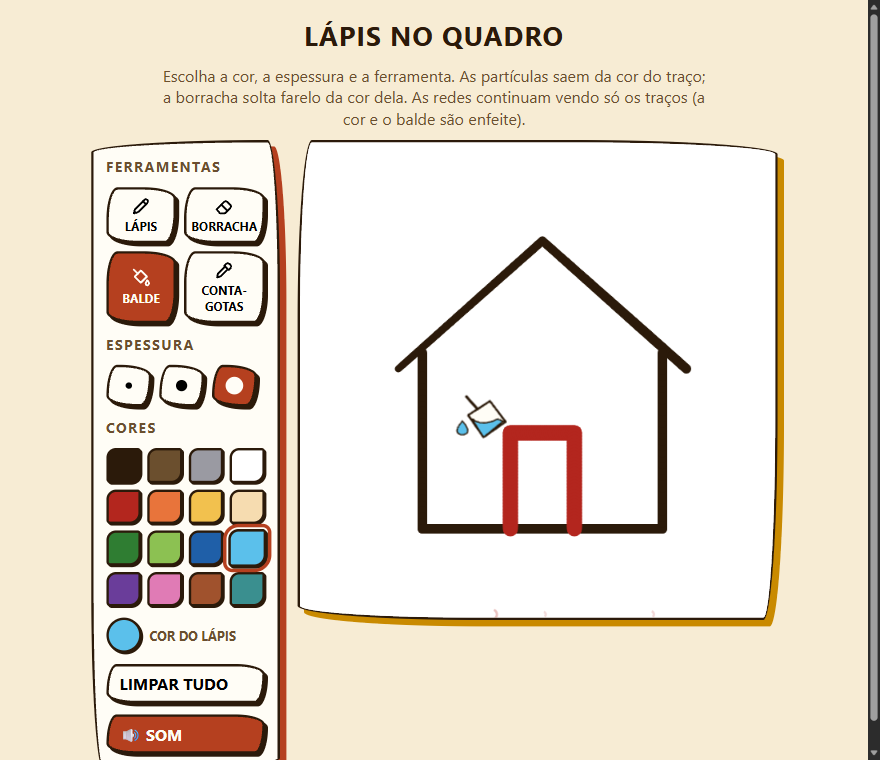 LÁPIS NO QUADRO
Escolha a cor, a espessura e a ferramenta. As partículas saem da cor do traço;
a borracha solta farelo da cor dela. As redes continuam vendo só os traços (a
cor e o balde são enfeite).
FERRAMENTAS
LÁPIS
BORRACHA
BALDE
CONTA-
GOTAS
ESPESSURA
CORES
COR DO LÁPIS
LIMPAR TUDO
SOM